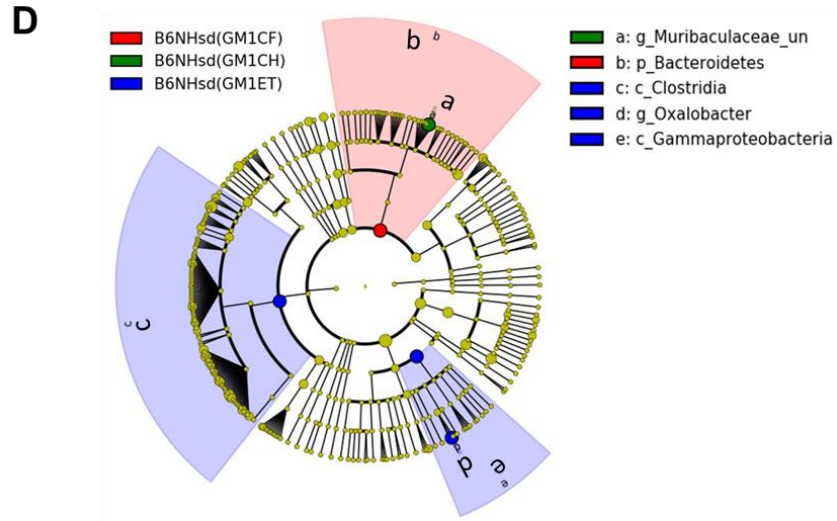 D
B6NHsd(GM1CF)
B6NHsd(GM1CH)
B6NHsd(GM1ET)
a: g_Muribaculaceae_un
b: p_Bacteroidetes
c: c_Clostridia
d: g_Oxalobacter
e: c_Gammaproteobacteria
b b
a
c c
d
e e